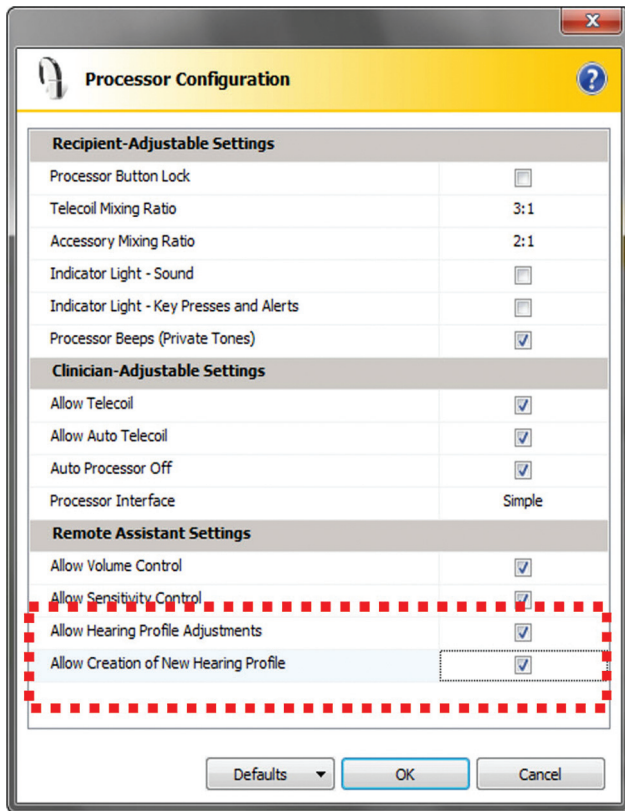 Processor Configuration
Recipient-Adjustable Settings
Processor Button Lock
Telecoil Mixing Ratio 3:1
Accessory Mixing Ratio 2:1
Indicator Light - Sound
Indicator Light - Key Presses and Alerts
Processor Beeps (Private Tones)
Clinician-Adjustable Settings
Allow Telecoil
Allow Auto Telecoil
Auto Processor Off
Processor Interface Simple
Remote Assistant Settings
Allow Volume Control
Allow Sensitivity Control
Allow Hearing Profile Adjustments
Allow Creation of New Hearing Profile
Defaults OK Cancel